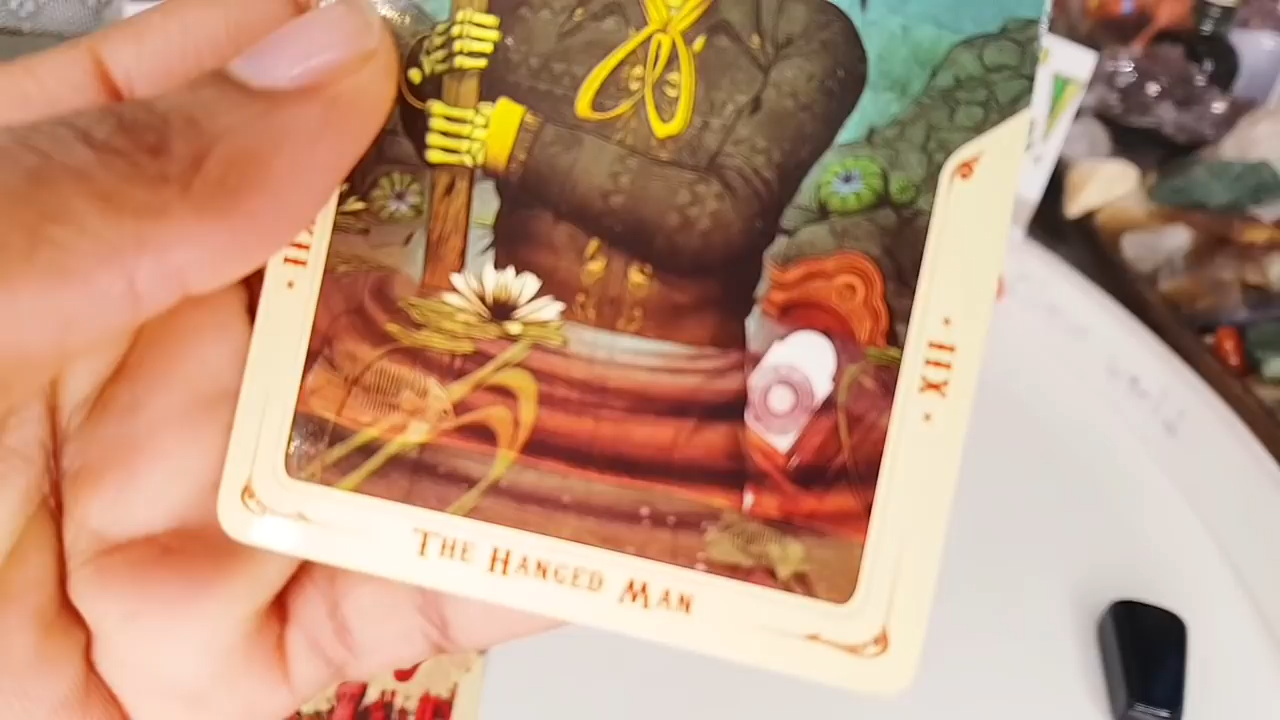 THE HANGED MAN
· XII ·